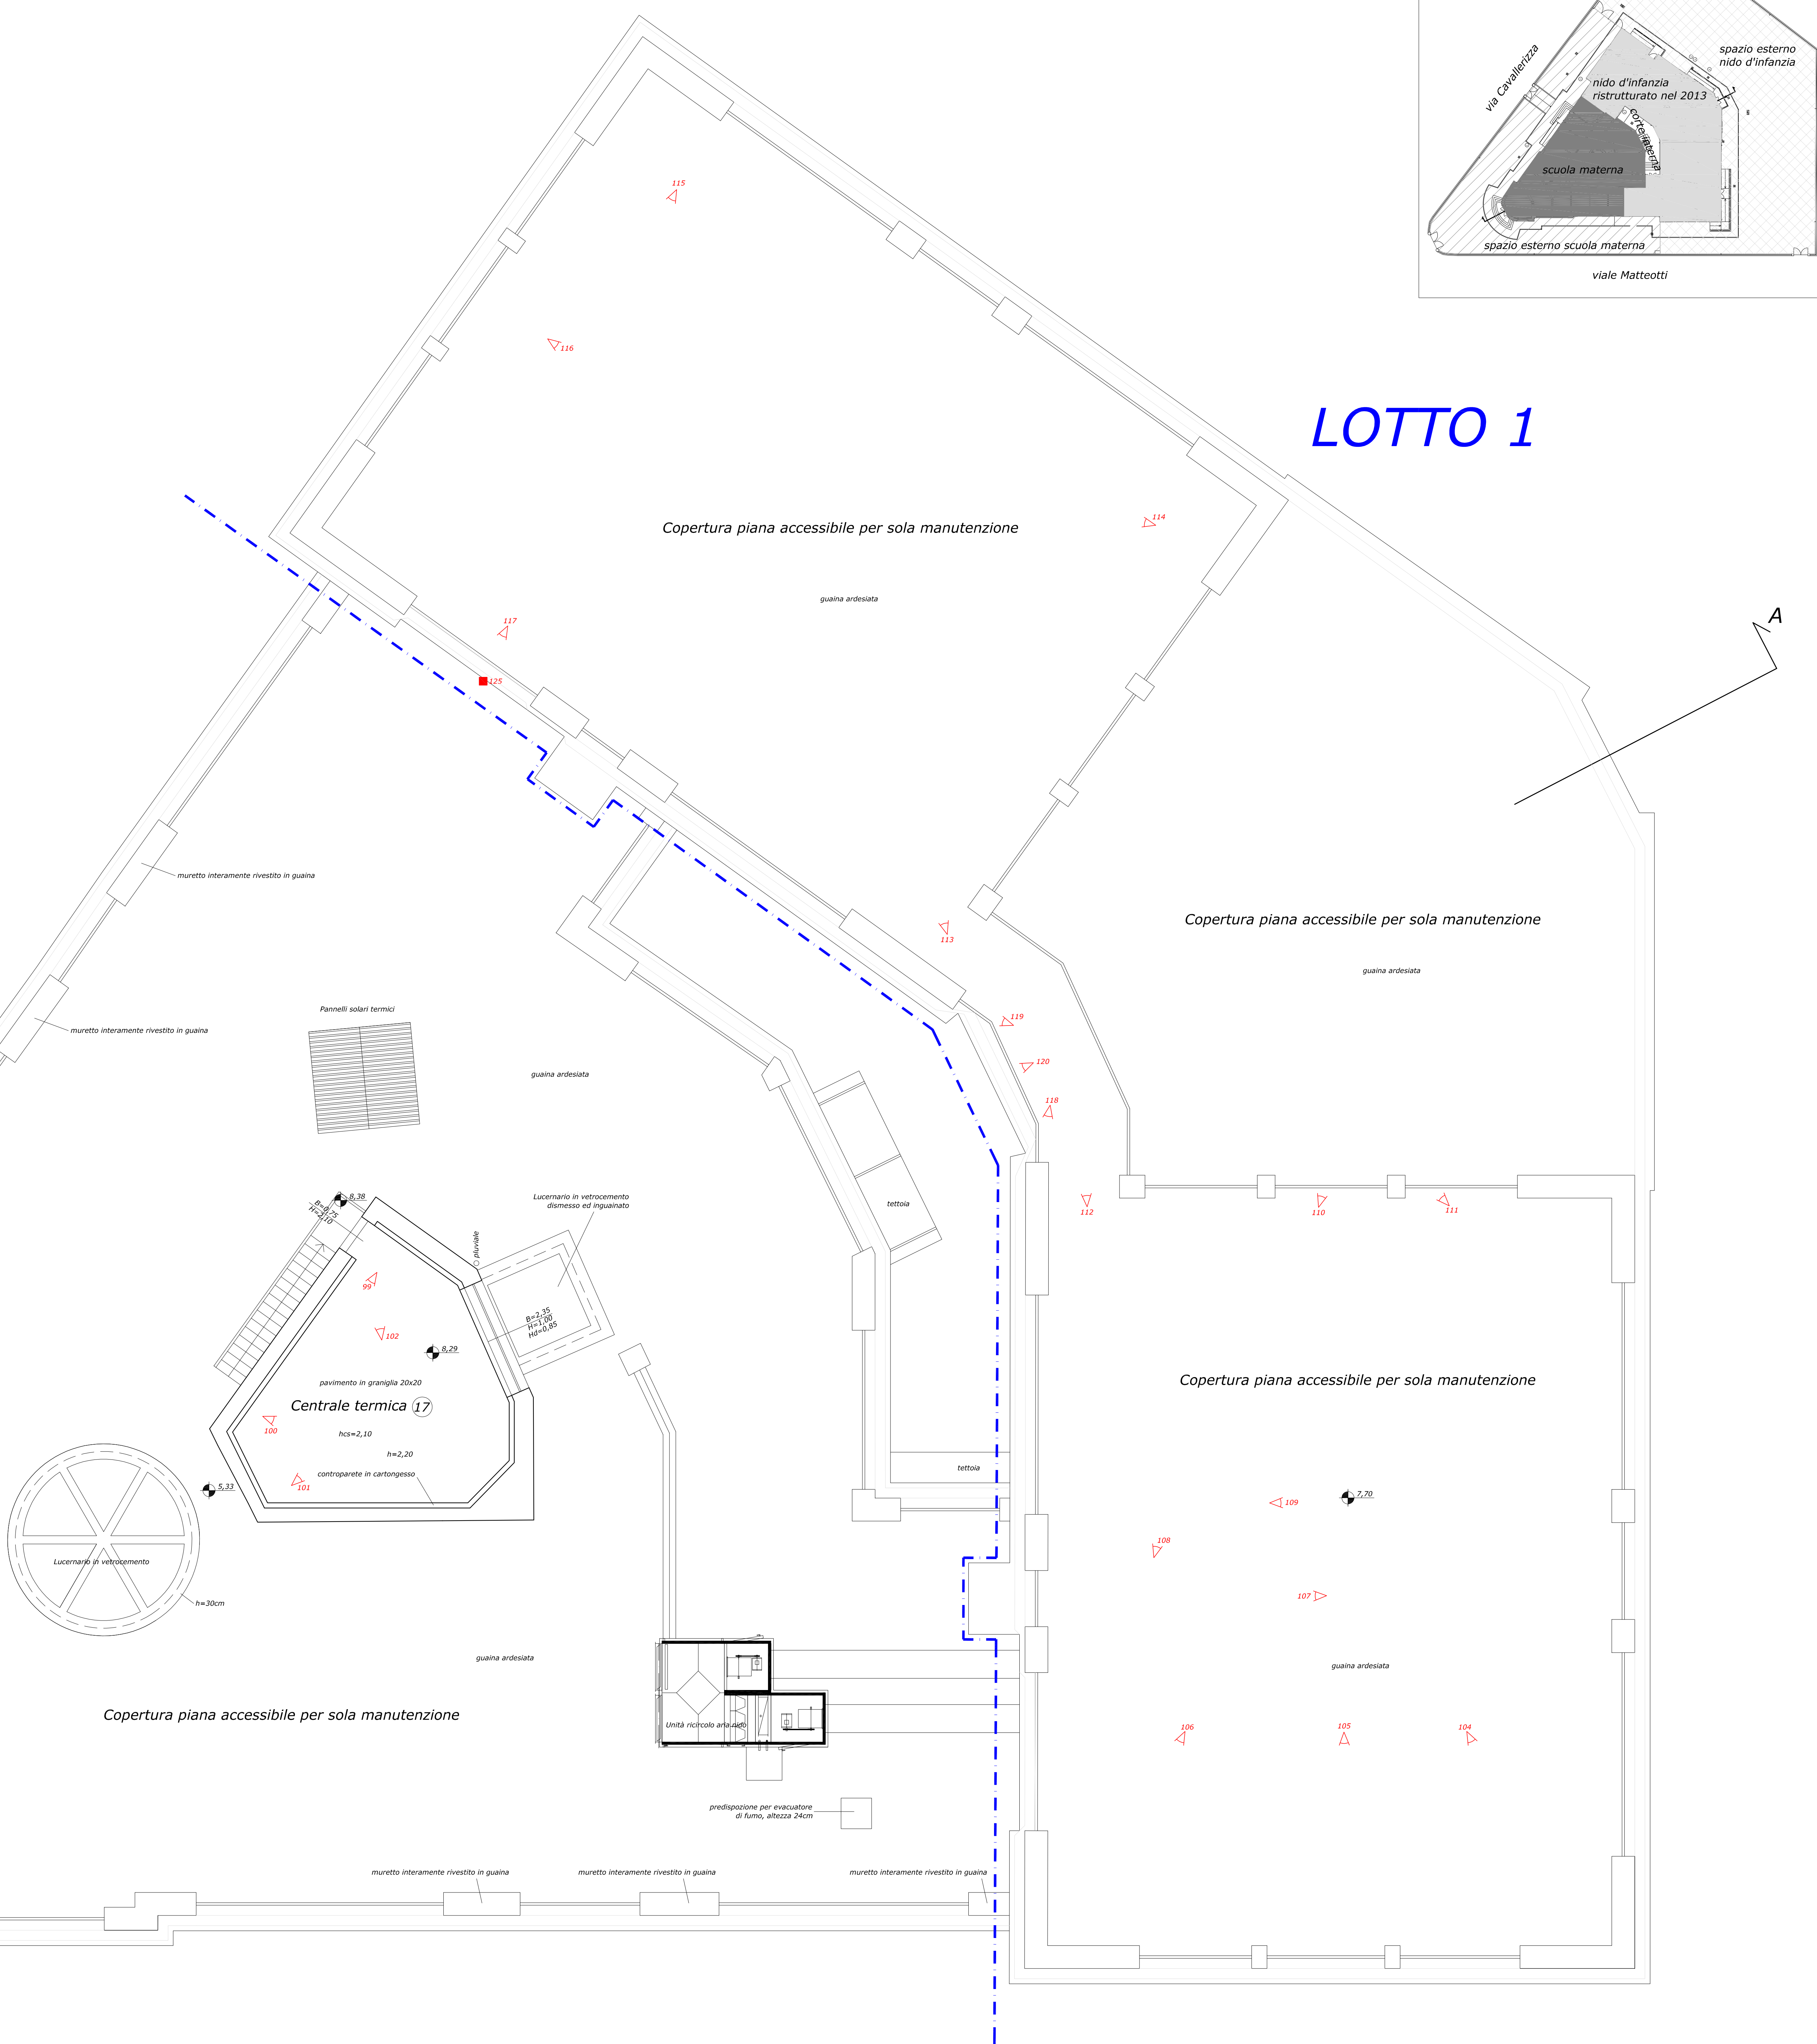 spazio esterno
nido d'infanzia
via Cavallerizza
nido d'infanzia
ristrutturato nel 2013
corte interna
scuola materna
spazio esterno scuola materna
viale Matteotti
115
116
LOTTO 1
114
Copertura piana accessibile per sola manutenzione
guaina ardesiata
117
125
A
muretto interamente rivestito in guaina
Copertura piana accessibile per sola manutenzione
113
guaina ardesiata
Pannelli solari termici
119
muretto interamente rivestito in guaina
120
guaina ardesiata
118
8,38
B=0,75
H=2,10
Lucernario in vetrocemento
dismesso ed inguainato
tettoia
112
110
111
pluviale
99
B=2,35
H=1,00
Hd=0,85
102
8,29
pavimento in graniglia 20x20
Copertura piana accessibile per sola manutenzione
Centrale termica 17
100
hcs=2,10
h=2,20
controparete in cartongesso
tettoia
101
5,33
109
7,70
108
Lucernario in vetrocemento
107
h=30cm
guaina ardesiata
guaina ardesiata
Copertura piana accessibile per sola manutenzione
Unità ricircolo aria nido
106
105
104
predispozione per evacuatore
di fumo, altezza 24cm
muretto interamente rivestito in guaina
muretto interamente rivestito in guaina
muretto interamente rivestito in guaina